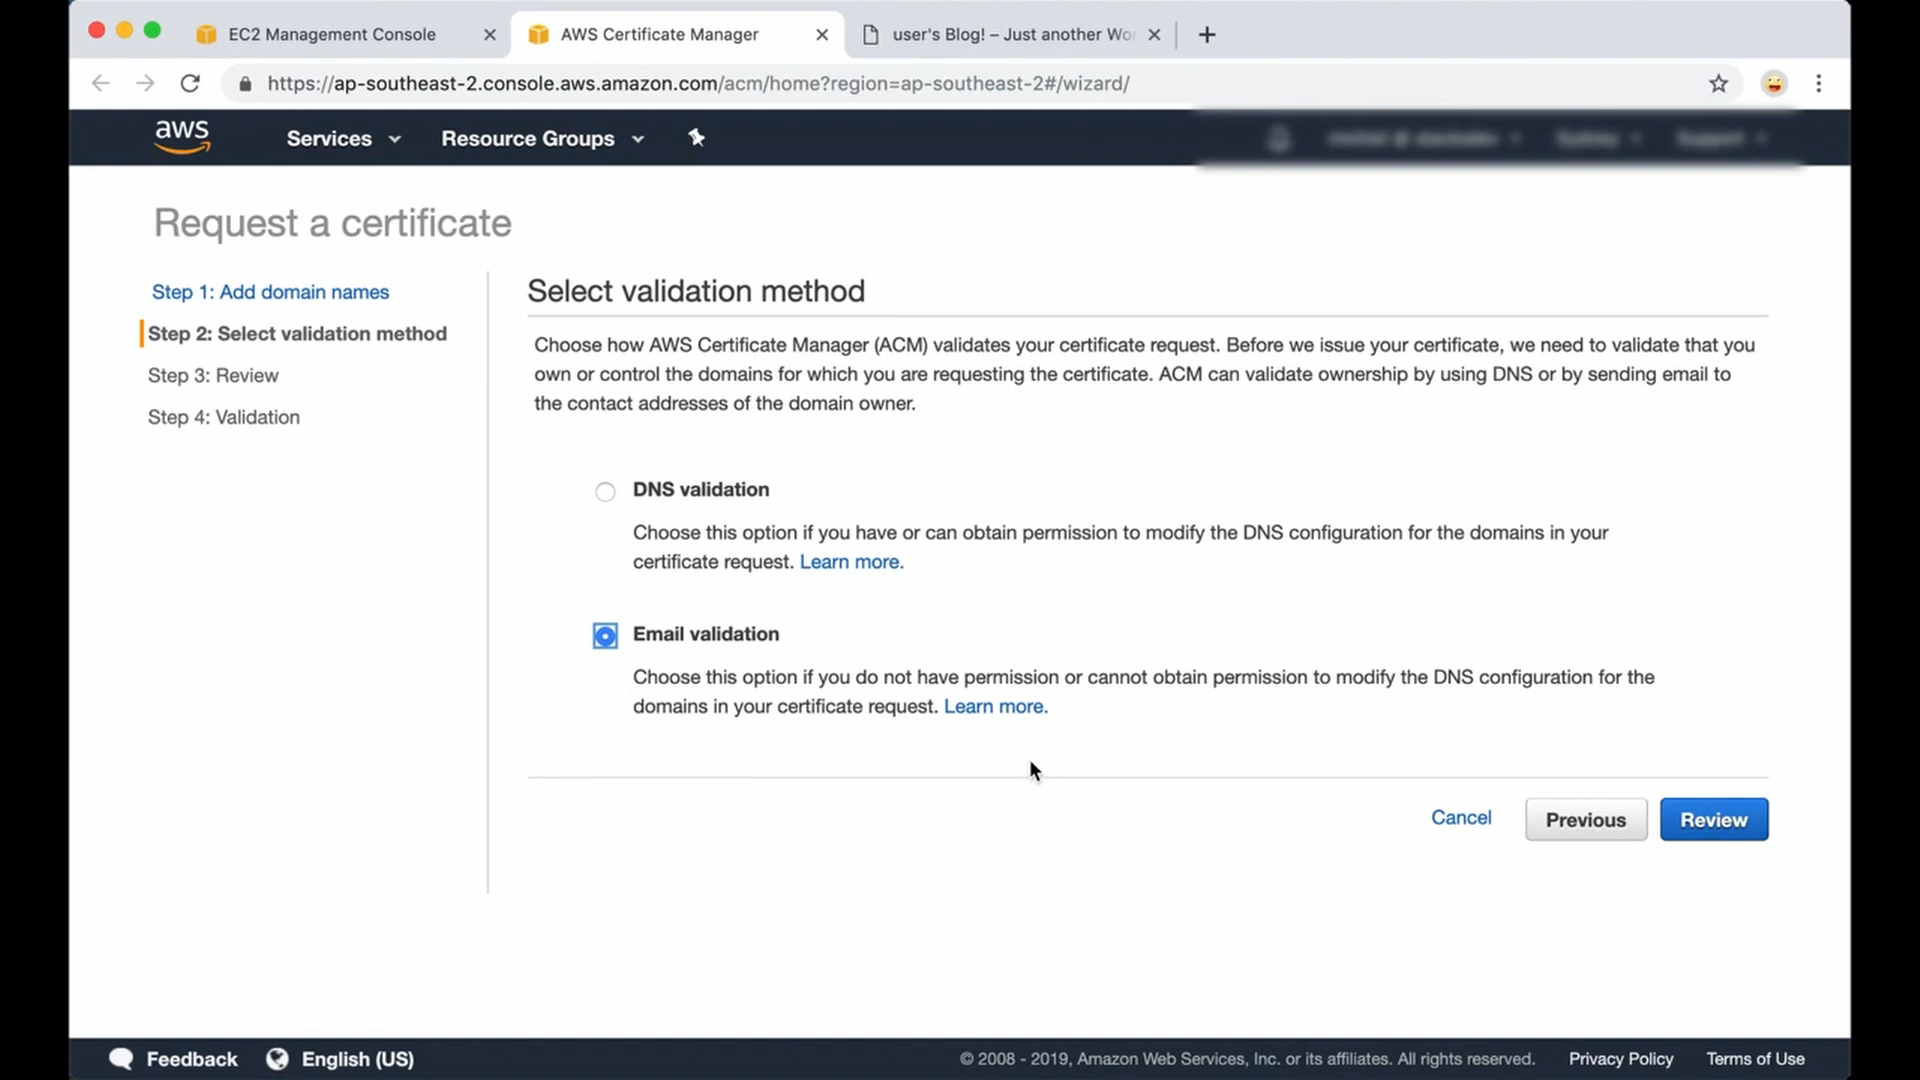 EC2 Management Console
AWS Certificate Manager
user's Blog! – Just another Wo
https://ap-southeast-2.console.aws.amazon.com/acm/home?region=ap-southeast-2#/wizard/
aws
Services
Resource Groups
Request a certificate
Step 1: Add domain names
Step 2: Select validation method
Step 3: Review
Step 4: Validation
Select validation method
Choose how AWS Certificate Manager (ACM) validates your certificate request. Before we issue your certificate, we need to validate that you
own or control the domains for which you are requesting the certificate. ACM can validate ownership by using DNS or by sending email to
the contact addresses of the domain owner.
DNS validation
Choose this option if you have or can obtain permission to modify the DNS configuration for the domains in your
certificate request. Learn more.
Email validation
Choose this option if you do not have permission or cannot obtain permission to modify the DNS configuration for the
domains in your certificate request. Learn more.
Cancel
Previous
Review
Feedback
English (US)
© 2008 - 2019, Amazon Web Services, Inc. or its affiliates. All rights reserved.
Privacy Policy
Terms of Use